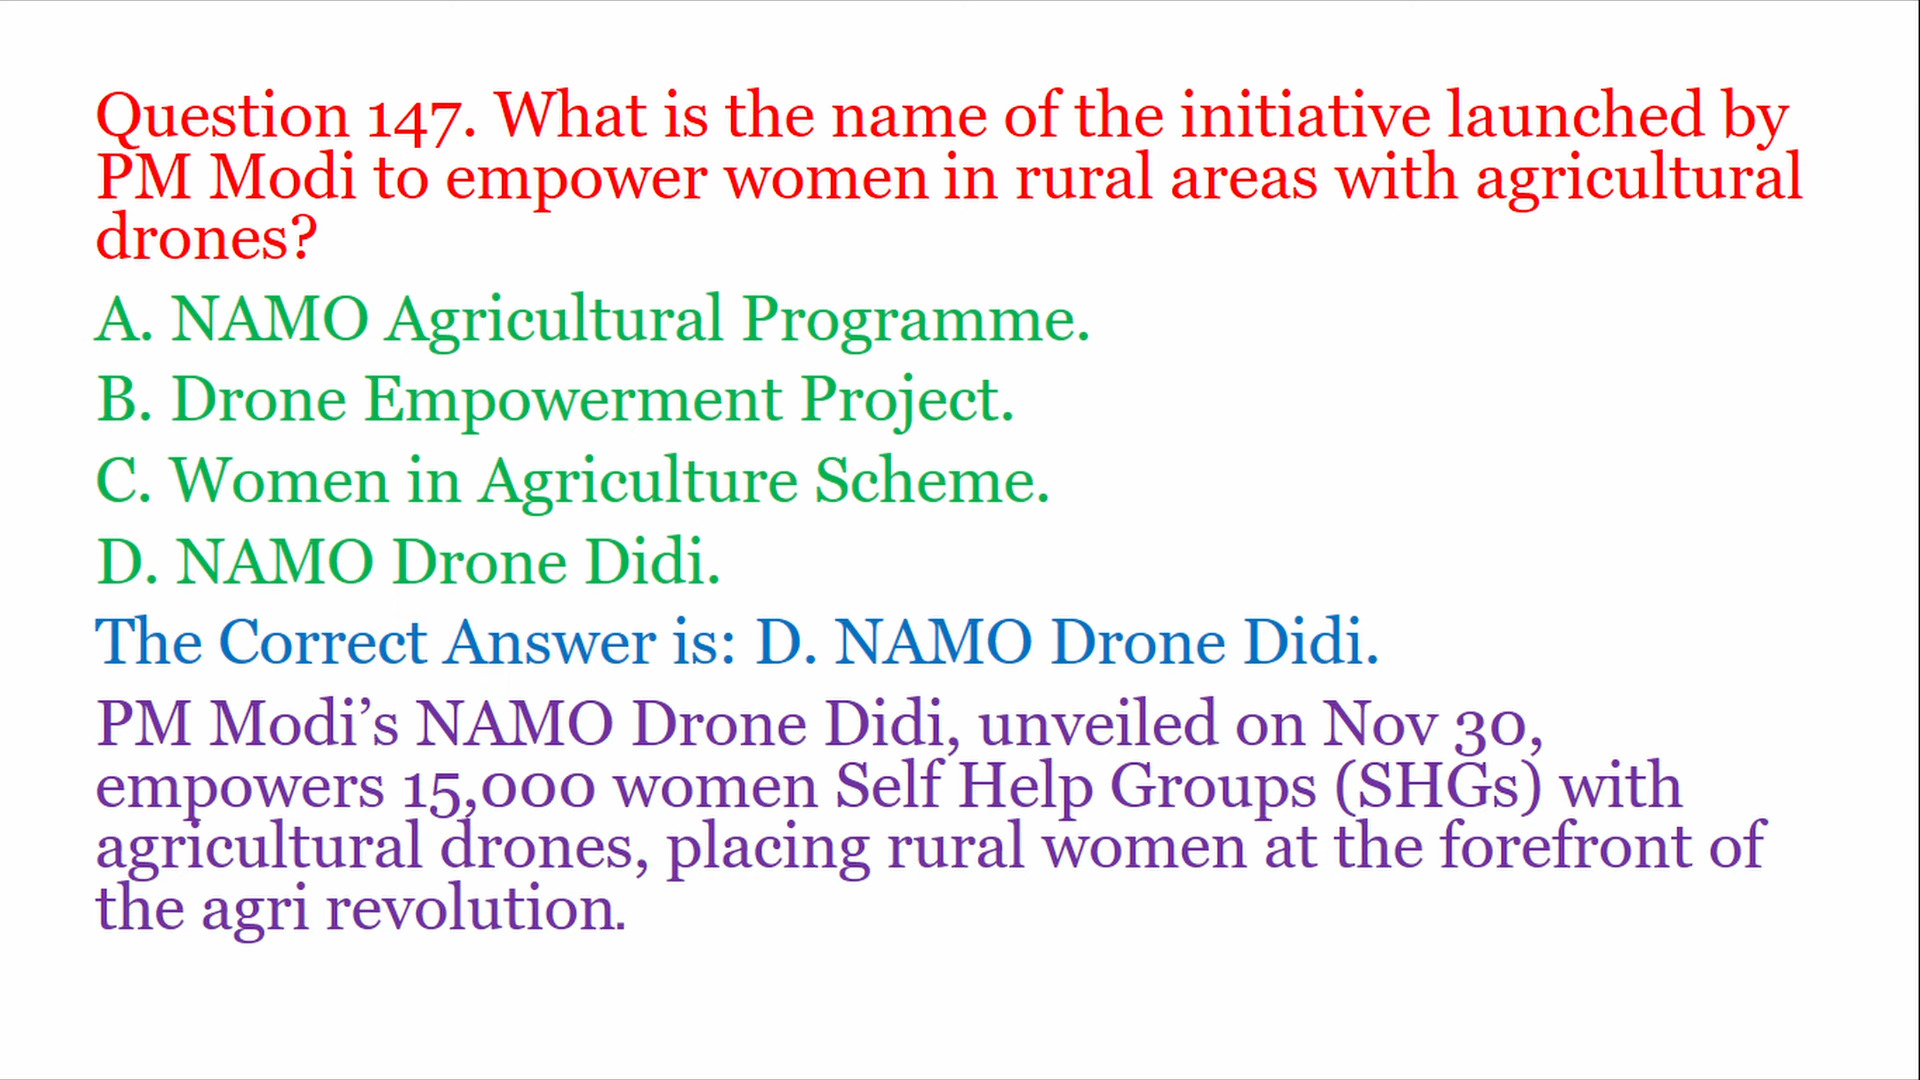 Question 147. What is the name of the initiative launched by
PM Modi to empower women in rural areas with agricultural
drones?
A. NAMO Agricultural Programme.
B. Drone Empowerment Project.
C. Women in Agriculture Scheme.
D. NAMO Drone Didi.
The Correct Answer is: D. NAMO Drone Didi.
PM Modi’s NAMO Drone Didi, unveiled on Nov 30,
empowers 15,000 women Self Help Groups (SHGs) with
agricultural drones, placing rural women at the forefront of
the agri revolution.